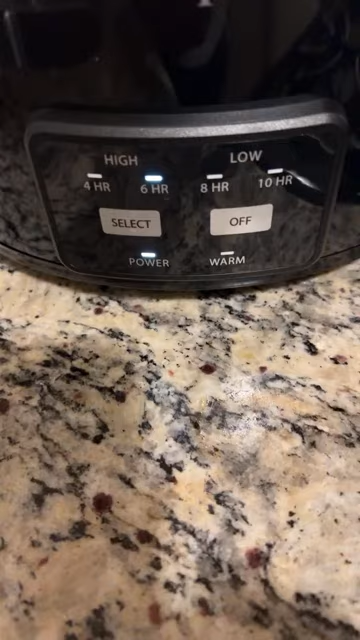 HIGH LOW
4 HR 6 HR 8 HR 10 HR
SELECT OFF
POWER WARM